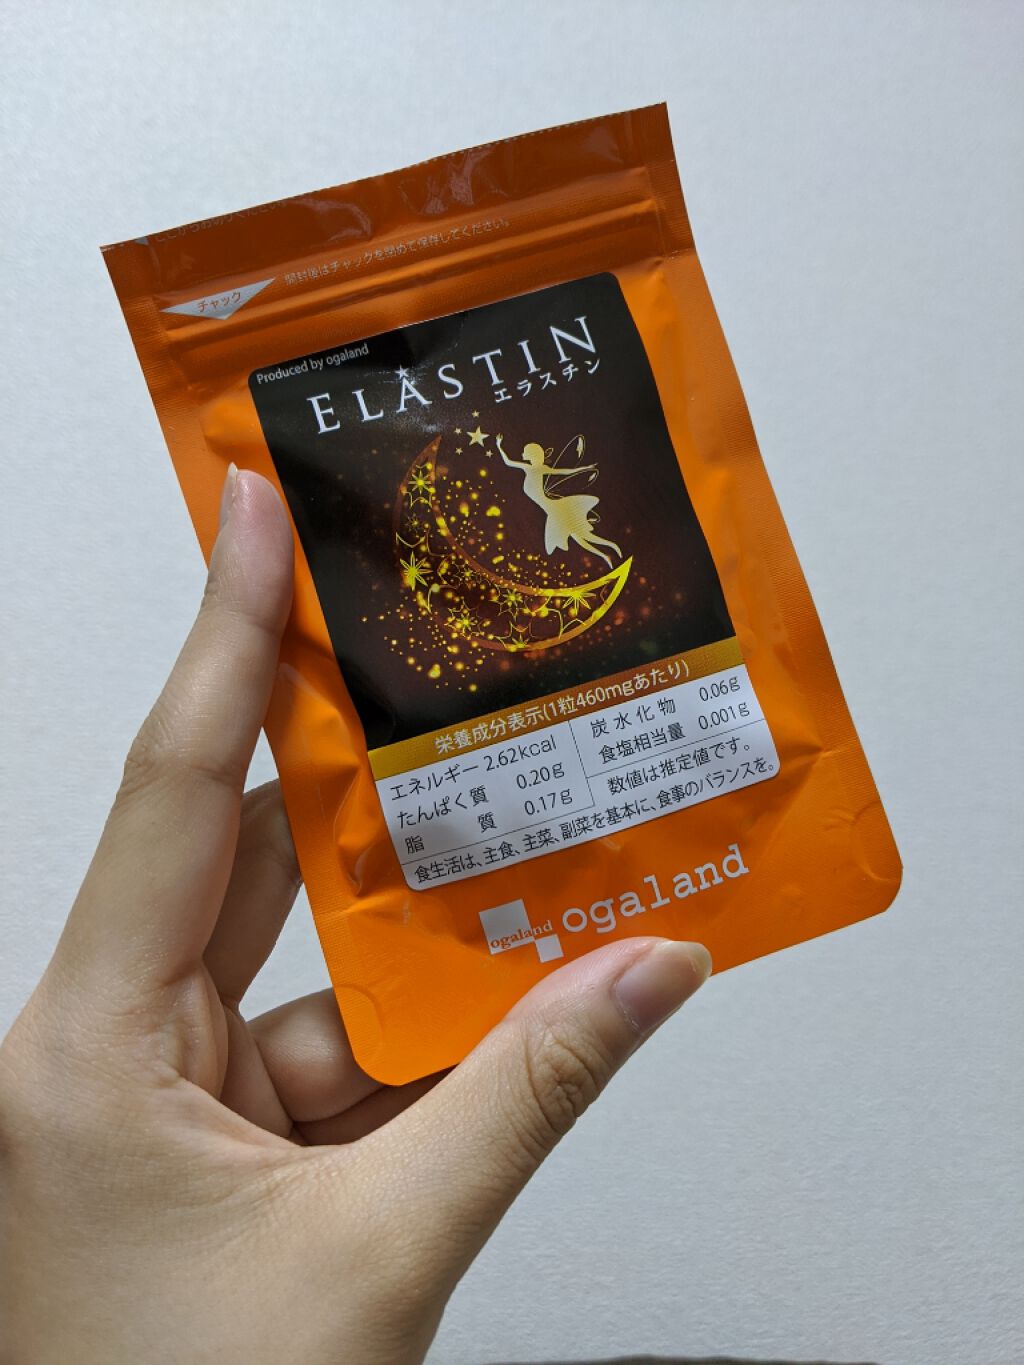 ここから
チャック
開封後はチャックを閉めて保存してください。
Produced by ogaland
ELASTIN
エラスチン
栄養成分表示(1粒460mgあたり)
エネルギー 2.62kcal
たんぱく質 0.20g
脂質 0.17g
炭水化物 0.06g
食塩相当量 0.001g
数値は推定値です。
食生活は、主食、主菜、副菜を基本に、食事のバランスを。
ogaland
ogaland